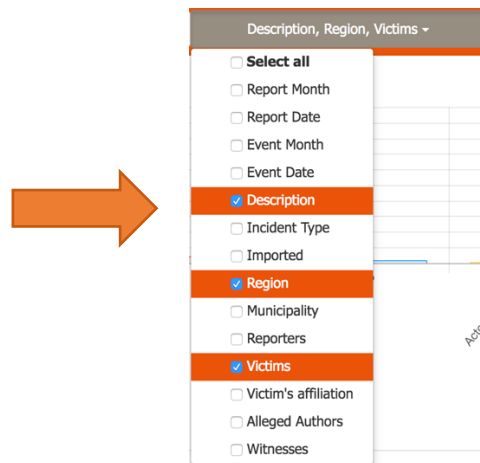 Description, Region, Victims
Select all
Report Month
Report Date
Event Month
Event Date
Description
Incident Type
Imported
Region
Municipality
Reporters
Victims
Victim's affiliation
Alleged Authors
Witnesses